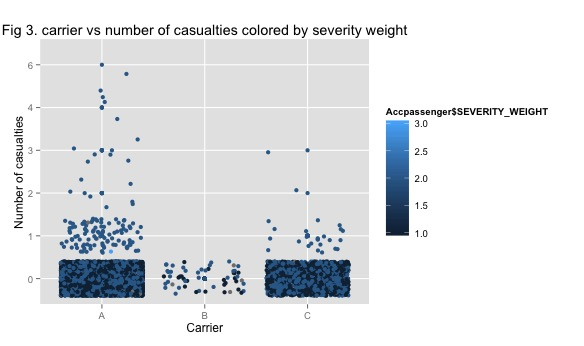 Fig 3. carrier vs number of casualties colored by severity weight
6
5
4
3
2
1
0
Number of casualties
A
B
C
Carrier
Accpassenger$SEVERITY_WEIGHT
3.0
2.5
2.0
1.5
1.0